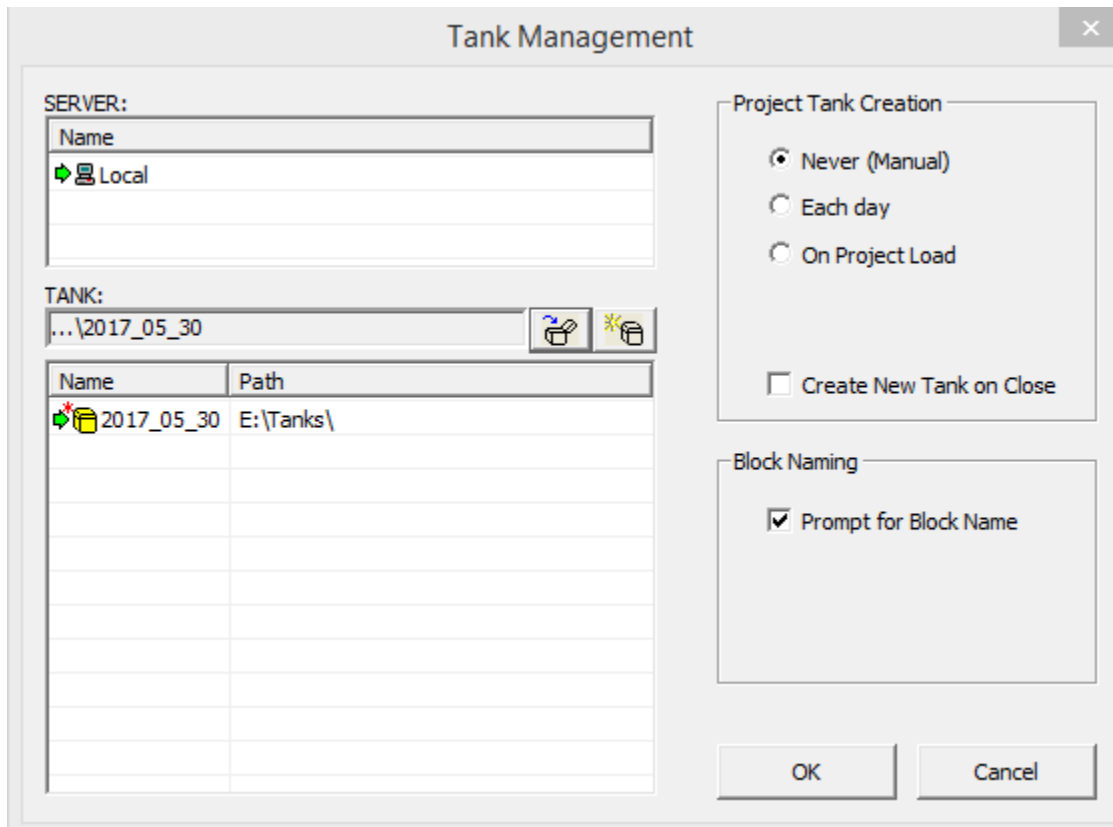 Tank Management
SERVER:
Name
Local
TANK:
...\2017_05_30
Name Path
2017_05_30 E:\Tanks\
Project Tank Creation
Never (Manual)
Each day
On Project Load
Create New Tank on Close
Block Naming
Prompt for Block Name
OK Cancel